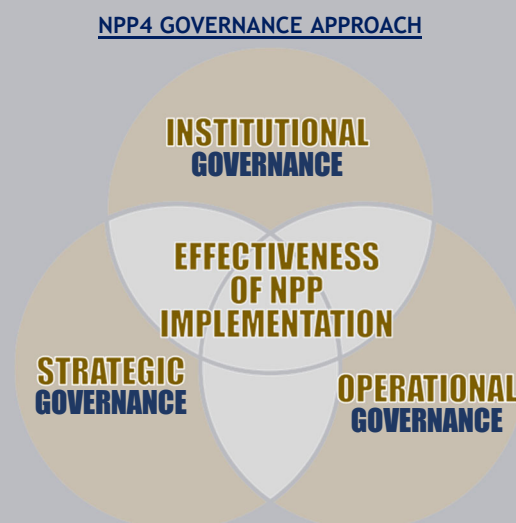 NPP4 GOVERNANCE APPROACH
INSTITUTIONAL
GOVERNANCE
EFFECTIVENESS
OF NPP
IMPLEMENTATION
STRATEGIC
GOVERNANCE
OPERATIONAL
GOVERNANCE